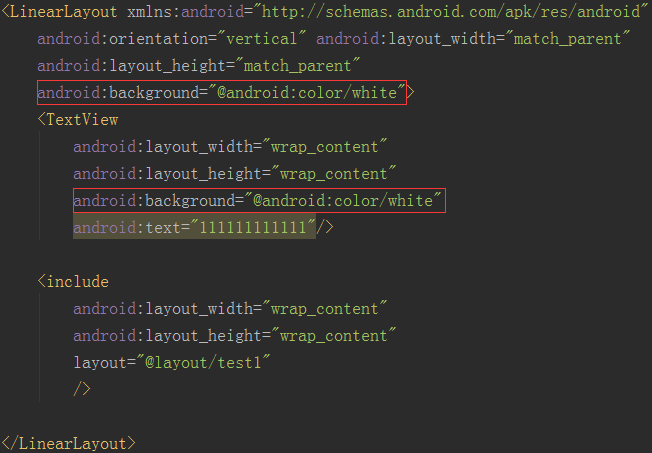 <LinearLayout xmlns:android="http://schemas.android.com/apk/res/android"
android:orientation="vertical" android:layout_width="match_parent"
android:layout_height="match_parent"
android:background="@android:color/white">
<TextView
android:layout_width="wrap_content"
android:layout_height="wrap_content"
android:background="@android:color/white"
android:text="111111111111"/>
<include
android:layout_width="wrap_content"
android:layout_height="wrap_content"
layout="@layout/test1"
/>
</LinearLayout>